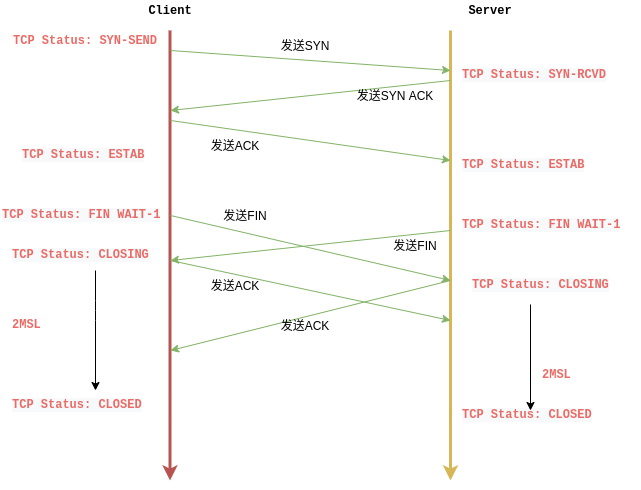 Client
Server
TCP Status: SYN-SEND
发送SYN
TCP Status: SYN-RCVD
发送SYN ACK
发送ACK
TCP Status: ESTAB
TCP Status: ESTAB
TCP Status: FIN WAIT-1
发送FIN
TCP Status: FIN WAIT-1
发送FIN
TCP Status: CLOSING
发送ACK
TCP Status: CLOSING
2MSL
发送ACK
2MSL
TCP Status: CLOSED
TCP Status: CLOSED